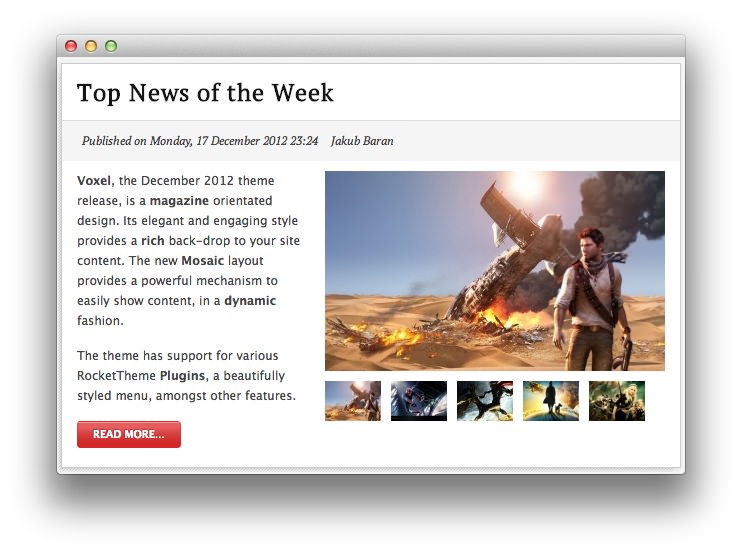 Top News of the Week
Published on Monday, 17 December 2012 23:24 Jakub Baran
Voxel, the December 2012 theme
release, is a magazine orientated
design. Its elegant and engaging style
provides a rich back-drop to your site
content. The new Mosaic layout
provides a powerful mechanism to
easily show content, in a dynamic
fashion.
The theme has support for various
RocketTheme Plugins, a beautifully
styled menu, amongst other features.
READ MORE...